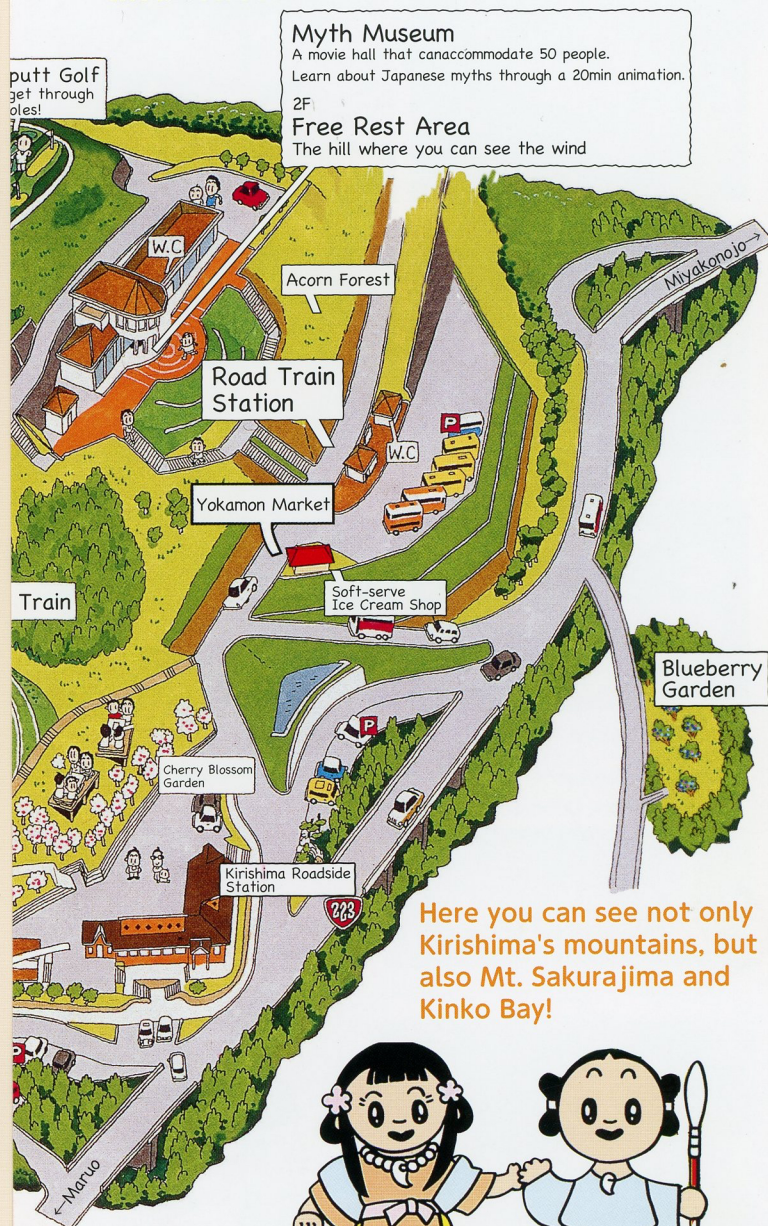 Myth Museum
A movie hall that canaccommodate 50 people.
Learn about Japanese myths through a 20min animation.
2F
Free Rest Area
The hill where you can see the wind
putt Golf
get through
oles!
W.C
Miyakonojo→
Acorn Forest
Road Train
Station
P
W.C
Yokamon Market
Soft-serve
Ice Cream Shop
Train
Blueberry
Garden
P
Cherry Blossom
Garden
Kirishima Roadside
Station
223
Here you can see not only
Kirishima's mountains, but
also Mt. Sakurajima and
Kinko Bay!
P
←Maruo